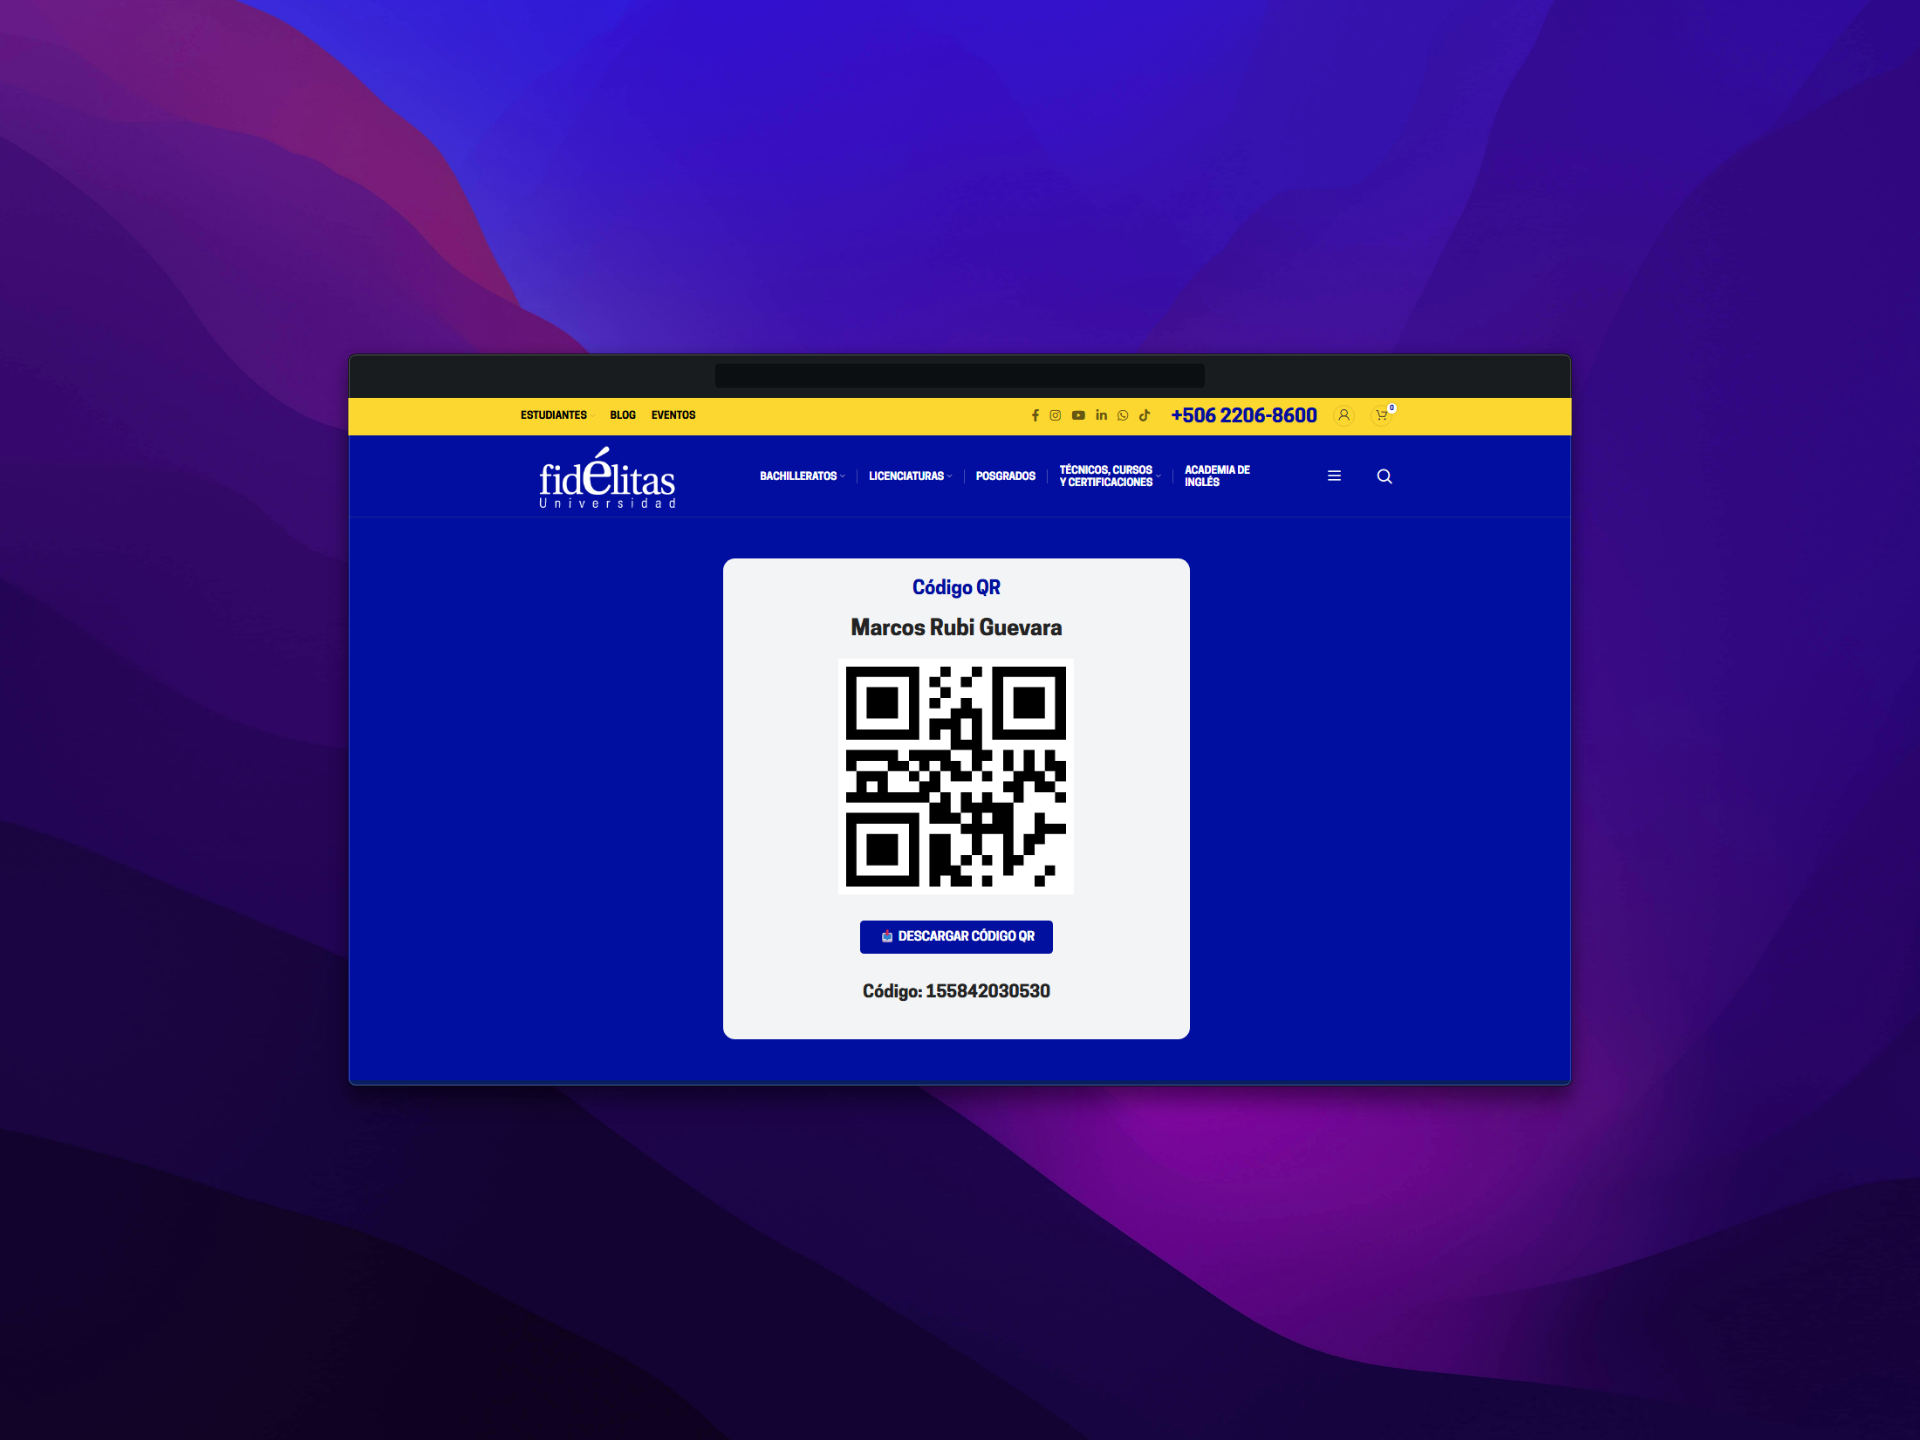 ESTUDIANTES BLOG EVENTOS +506 2206-8600 0
fidélitas
Universidad
BACHILLERATOS LICENCIATURAS POSGRADOS TÉCNICOS, CURSOS
Y CERTIFICACIONES
ACADEMIA DE
INGLÉS
Código QR
Marcos Rubi Guevara
DESCARGAR CÓDIGO QR
Código: 155842030530